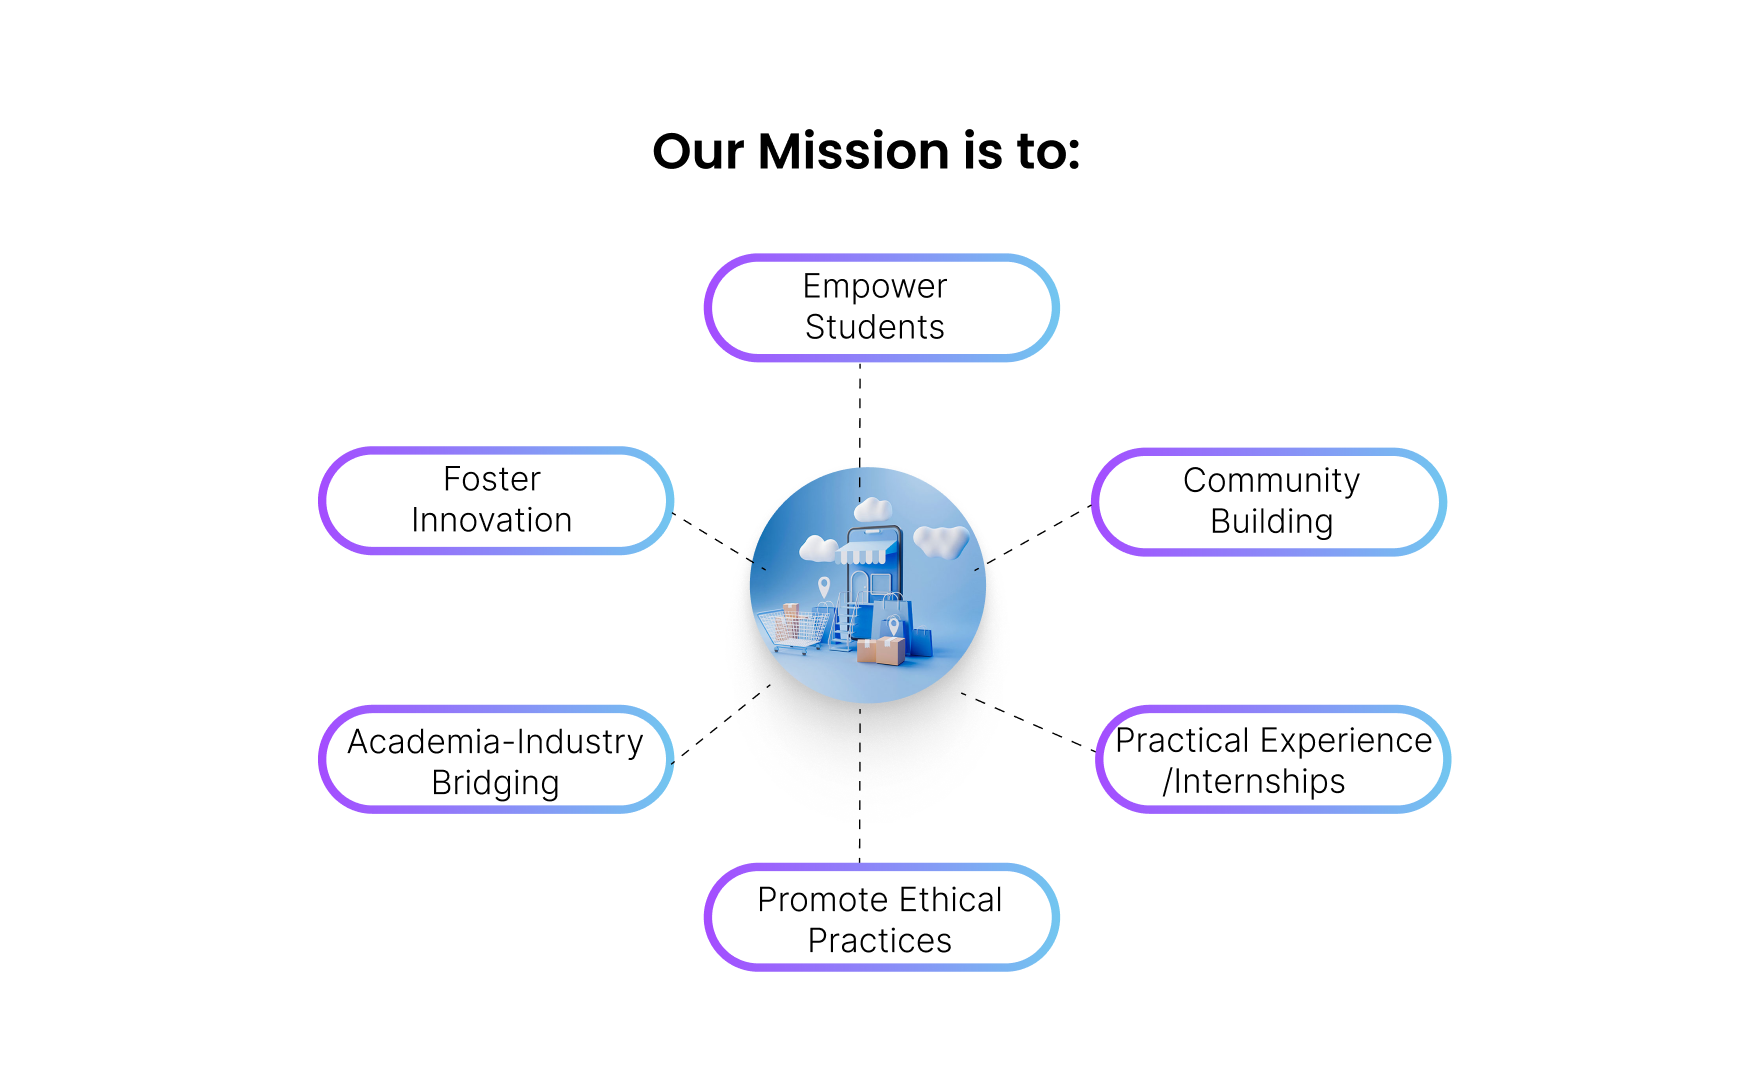 Our Mission is to:
Empower
Students
Foster
Innovation
Community
Building
Academia-Industry
Bridging
Practical Experience
/Internships
Promote Ethical
Practices